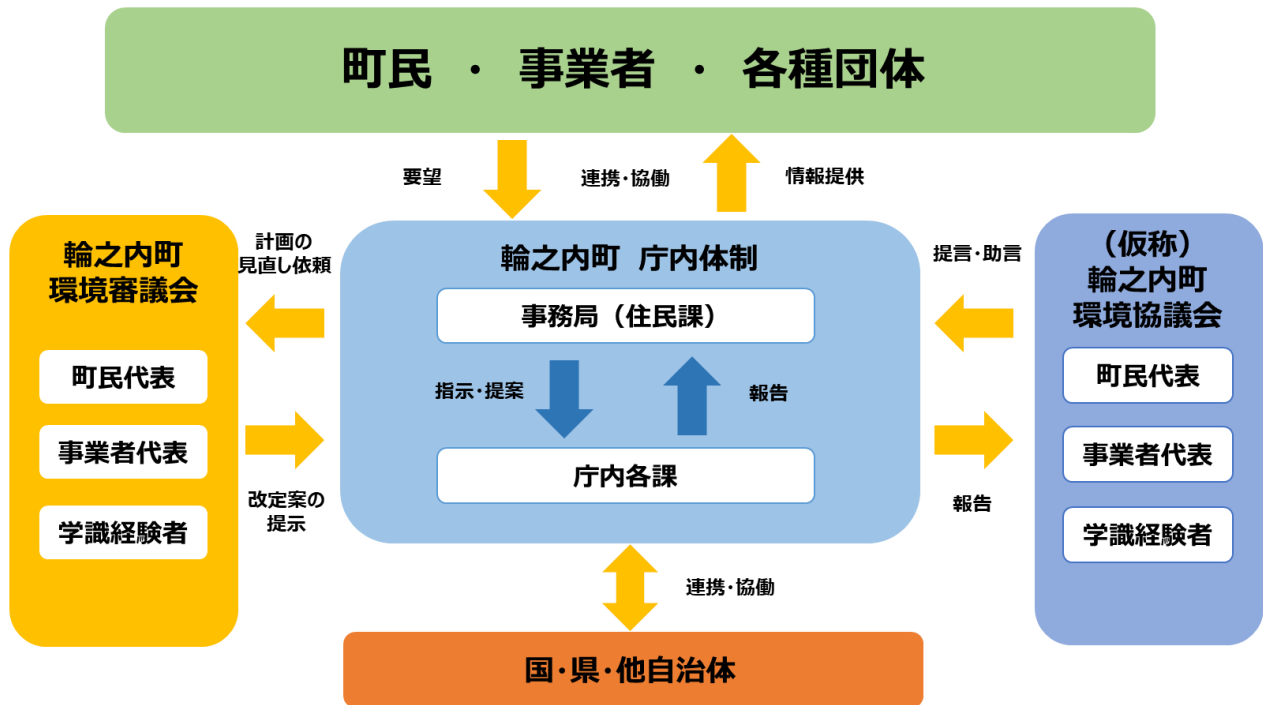 町民 ・ 事業者 ・ 各種団体
要望
連携・協働
情報提供
輪之内町
環境審議会
町民代表
事業者代表
学識経験者
計画の
見直し依頼
改定案の
提示
輪之内町 庁内体制
事務局（住民課）
指示・提案
報告
庁内各課
提言・助言
報告
（仮称）
輪之内町
環境協議会
町民代表
事業者代表
学識経験者
連携・協働
国・県・他自治体